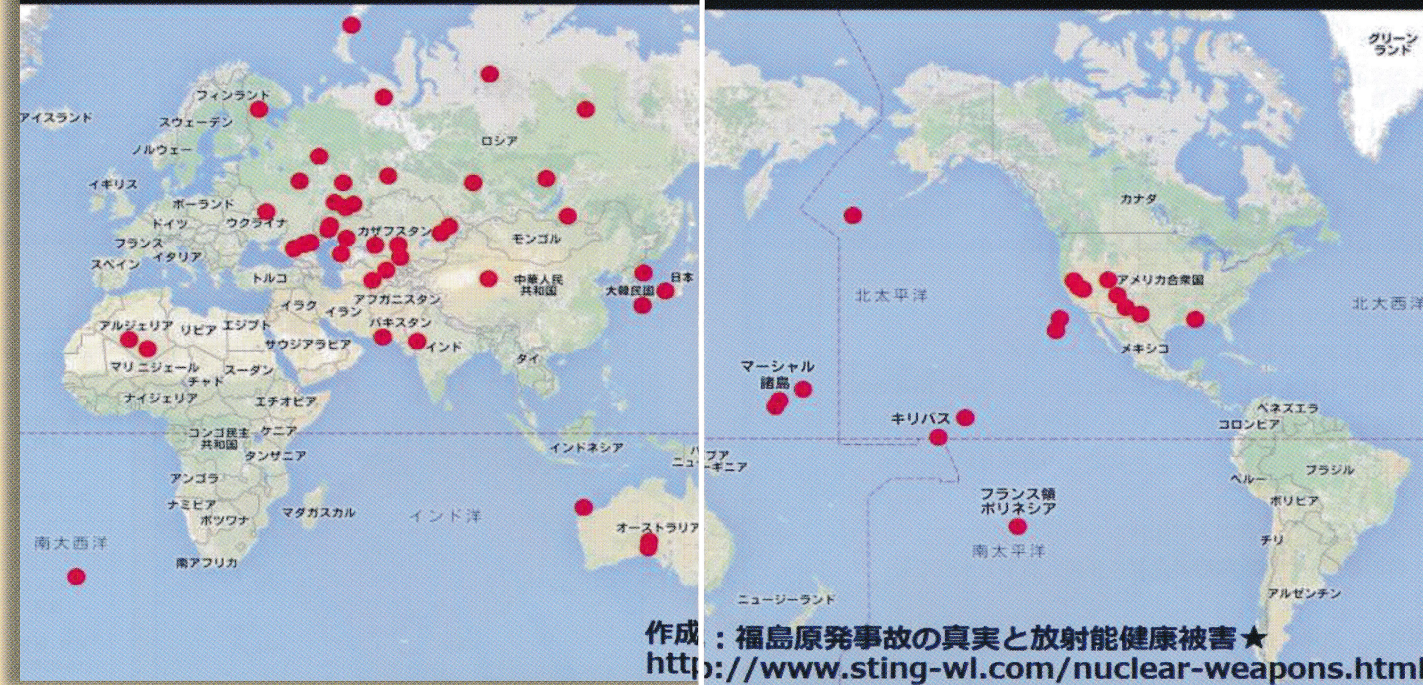 アイスランド
フィンランド
スウェーデン
ノルウェー
ロシア
イギリス
ポーランド
ドイツ
ウクライナ
カザフスタン
フランス
スペイン
イタリア
モンゴル
トルコ
中華人民
共和国
大韓民国
日本
イラク
イラン
アフガニスタン
パキスタン
インド
アルジェリア
リビア
エジプト
サウジアラビア
タイ
マリ
ニジェール
スーダン
チャド
ナイジェリア
エチオピア
コンゴ民主
共和国
ケニア
タンザニア
インドネシア
パプア
ニューギニア
アンゴラ
ナミビア
ボツワナ
マダガスカル
インド洋
オーストラリア
南大西洋
南アフリカ
グリーン
ランド
カナダ
北太平洋
アメリカ合衆国
北大西洋
メキシコ
マーシャル
諸島
キリバス
ベネズエラ
コロンビア
ペルー
ブラジル
フランス領
ポリネシア
ボリビア
南太平洋
チリ
ニュージーランド
アルゼンチン
作成：福島原発事故の真実と放射能健康被害★
http://www.sting-wl.com/nuclear-weapons.html